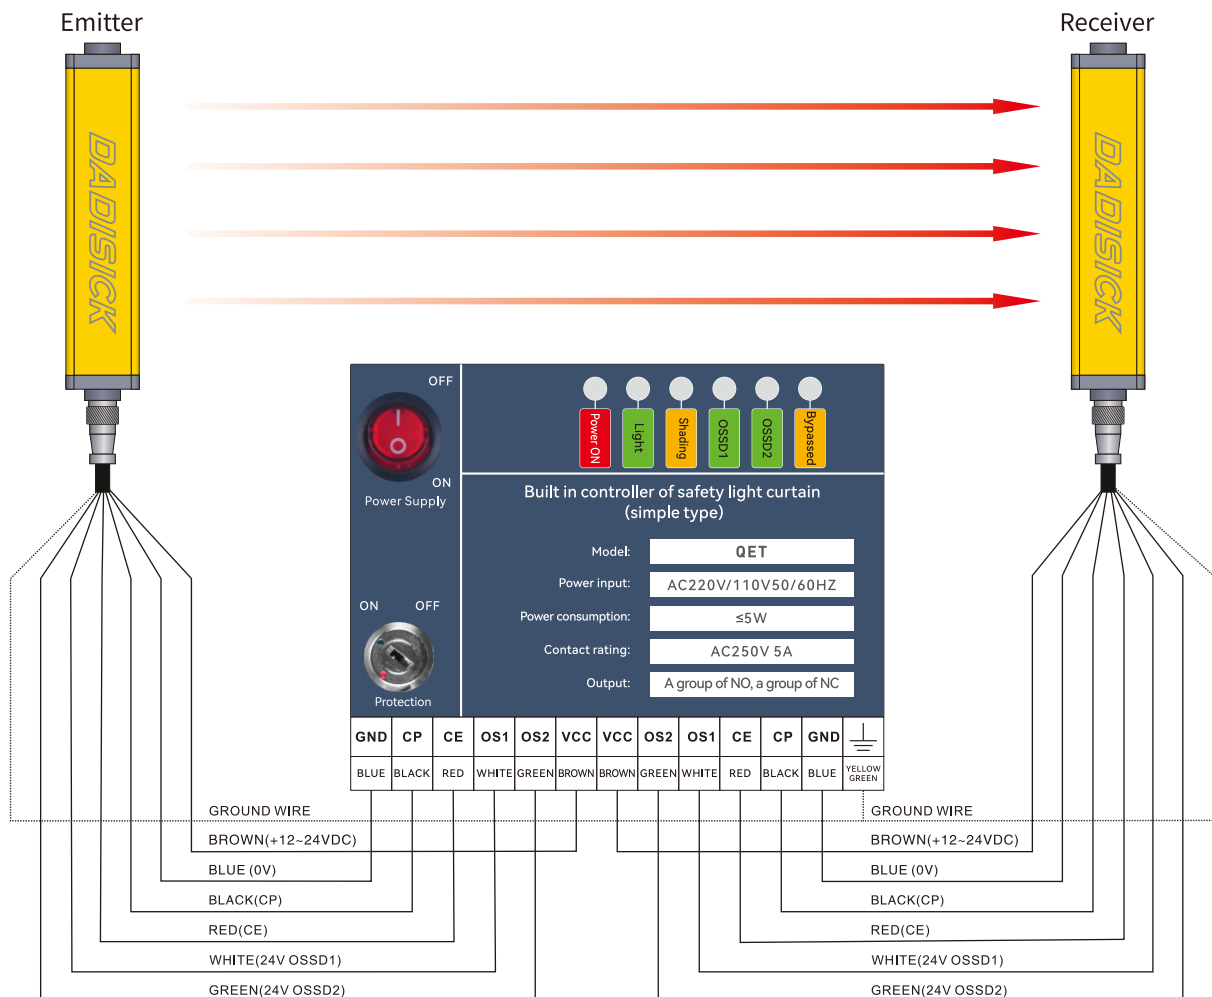 Emitter
Receiver
DADISICK
DADISICK
OFF
I
O
ON
Power Supply
Power ON
Light
Shading
OSSD1
OSSD2
Bypassed
Built in controller of safety light curtain
(simple type)
Model: QET
Power input: AC220V/110V50/60HZ
Power consumption: ≤5W
Contact rating: AC250V 5A
Output: A group of NO, a group of NC
ON OFF
Protection
GND CP CE OS1 OS2 VCC VCC OS2 OS1 CE CP GND
BLUE BLACK RED WHITE GREEN BROWN BROWN GREEN WHITE RED BLACK BLUE YELLOW GREEN
GROUND WIRE
BROWN(+12~24VDC)
BLUE (0V)
BLACK(CP)
RED(CE)
WHITE(24V OSSD1)
GREEN(24V OSSD2)
GROUND WIRE
BROWN(+12~24VDC)
BLUE (0V)
BLACK(CP)
RED(CE)
WHITE(24V OSSD1)
GREEN(24V OSSD2)